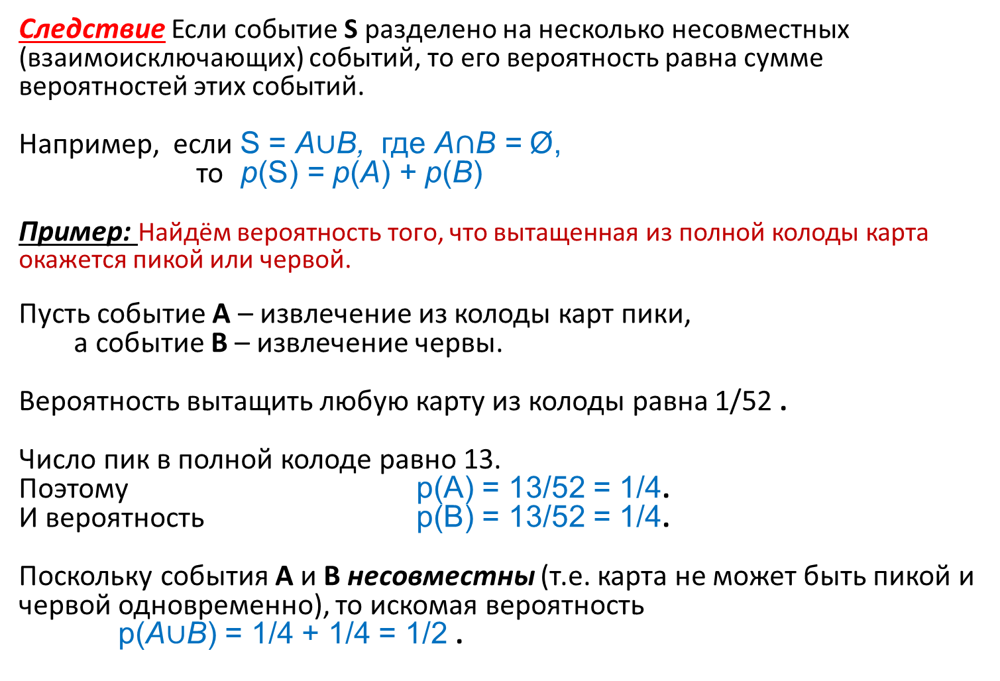 Следствие Если событие S разделено на несколько несовместных
(взаимоисключающих) событий, то его вероятность равна сумме
вероятностей этих событий.
Например, если S = A∪B, где A∩B = Ø,
то p(S) = p(A) + p(B)
Пример: Найдём вероятность того, что вытащенная из полной колоды карта
окажется пикой или червой.
Пусть событие A – извлечение из колоды карт пики,
а событие B – извлечение червы.
Вероятность вытащить любую карту из колоды равна 1/52 .
Число пик в полной колоде равно 13.
Поэтому p(A) = 13/52 = 1/4.
И вероятность p(B) = 13/52 = 1/4.
Поскольку события A и B несовместны (т.е. карта не может быть пикой и
червой одновременно), то искомая вероятность
p(A∪B) = 1/4 + 1/4 = 1/2 .